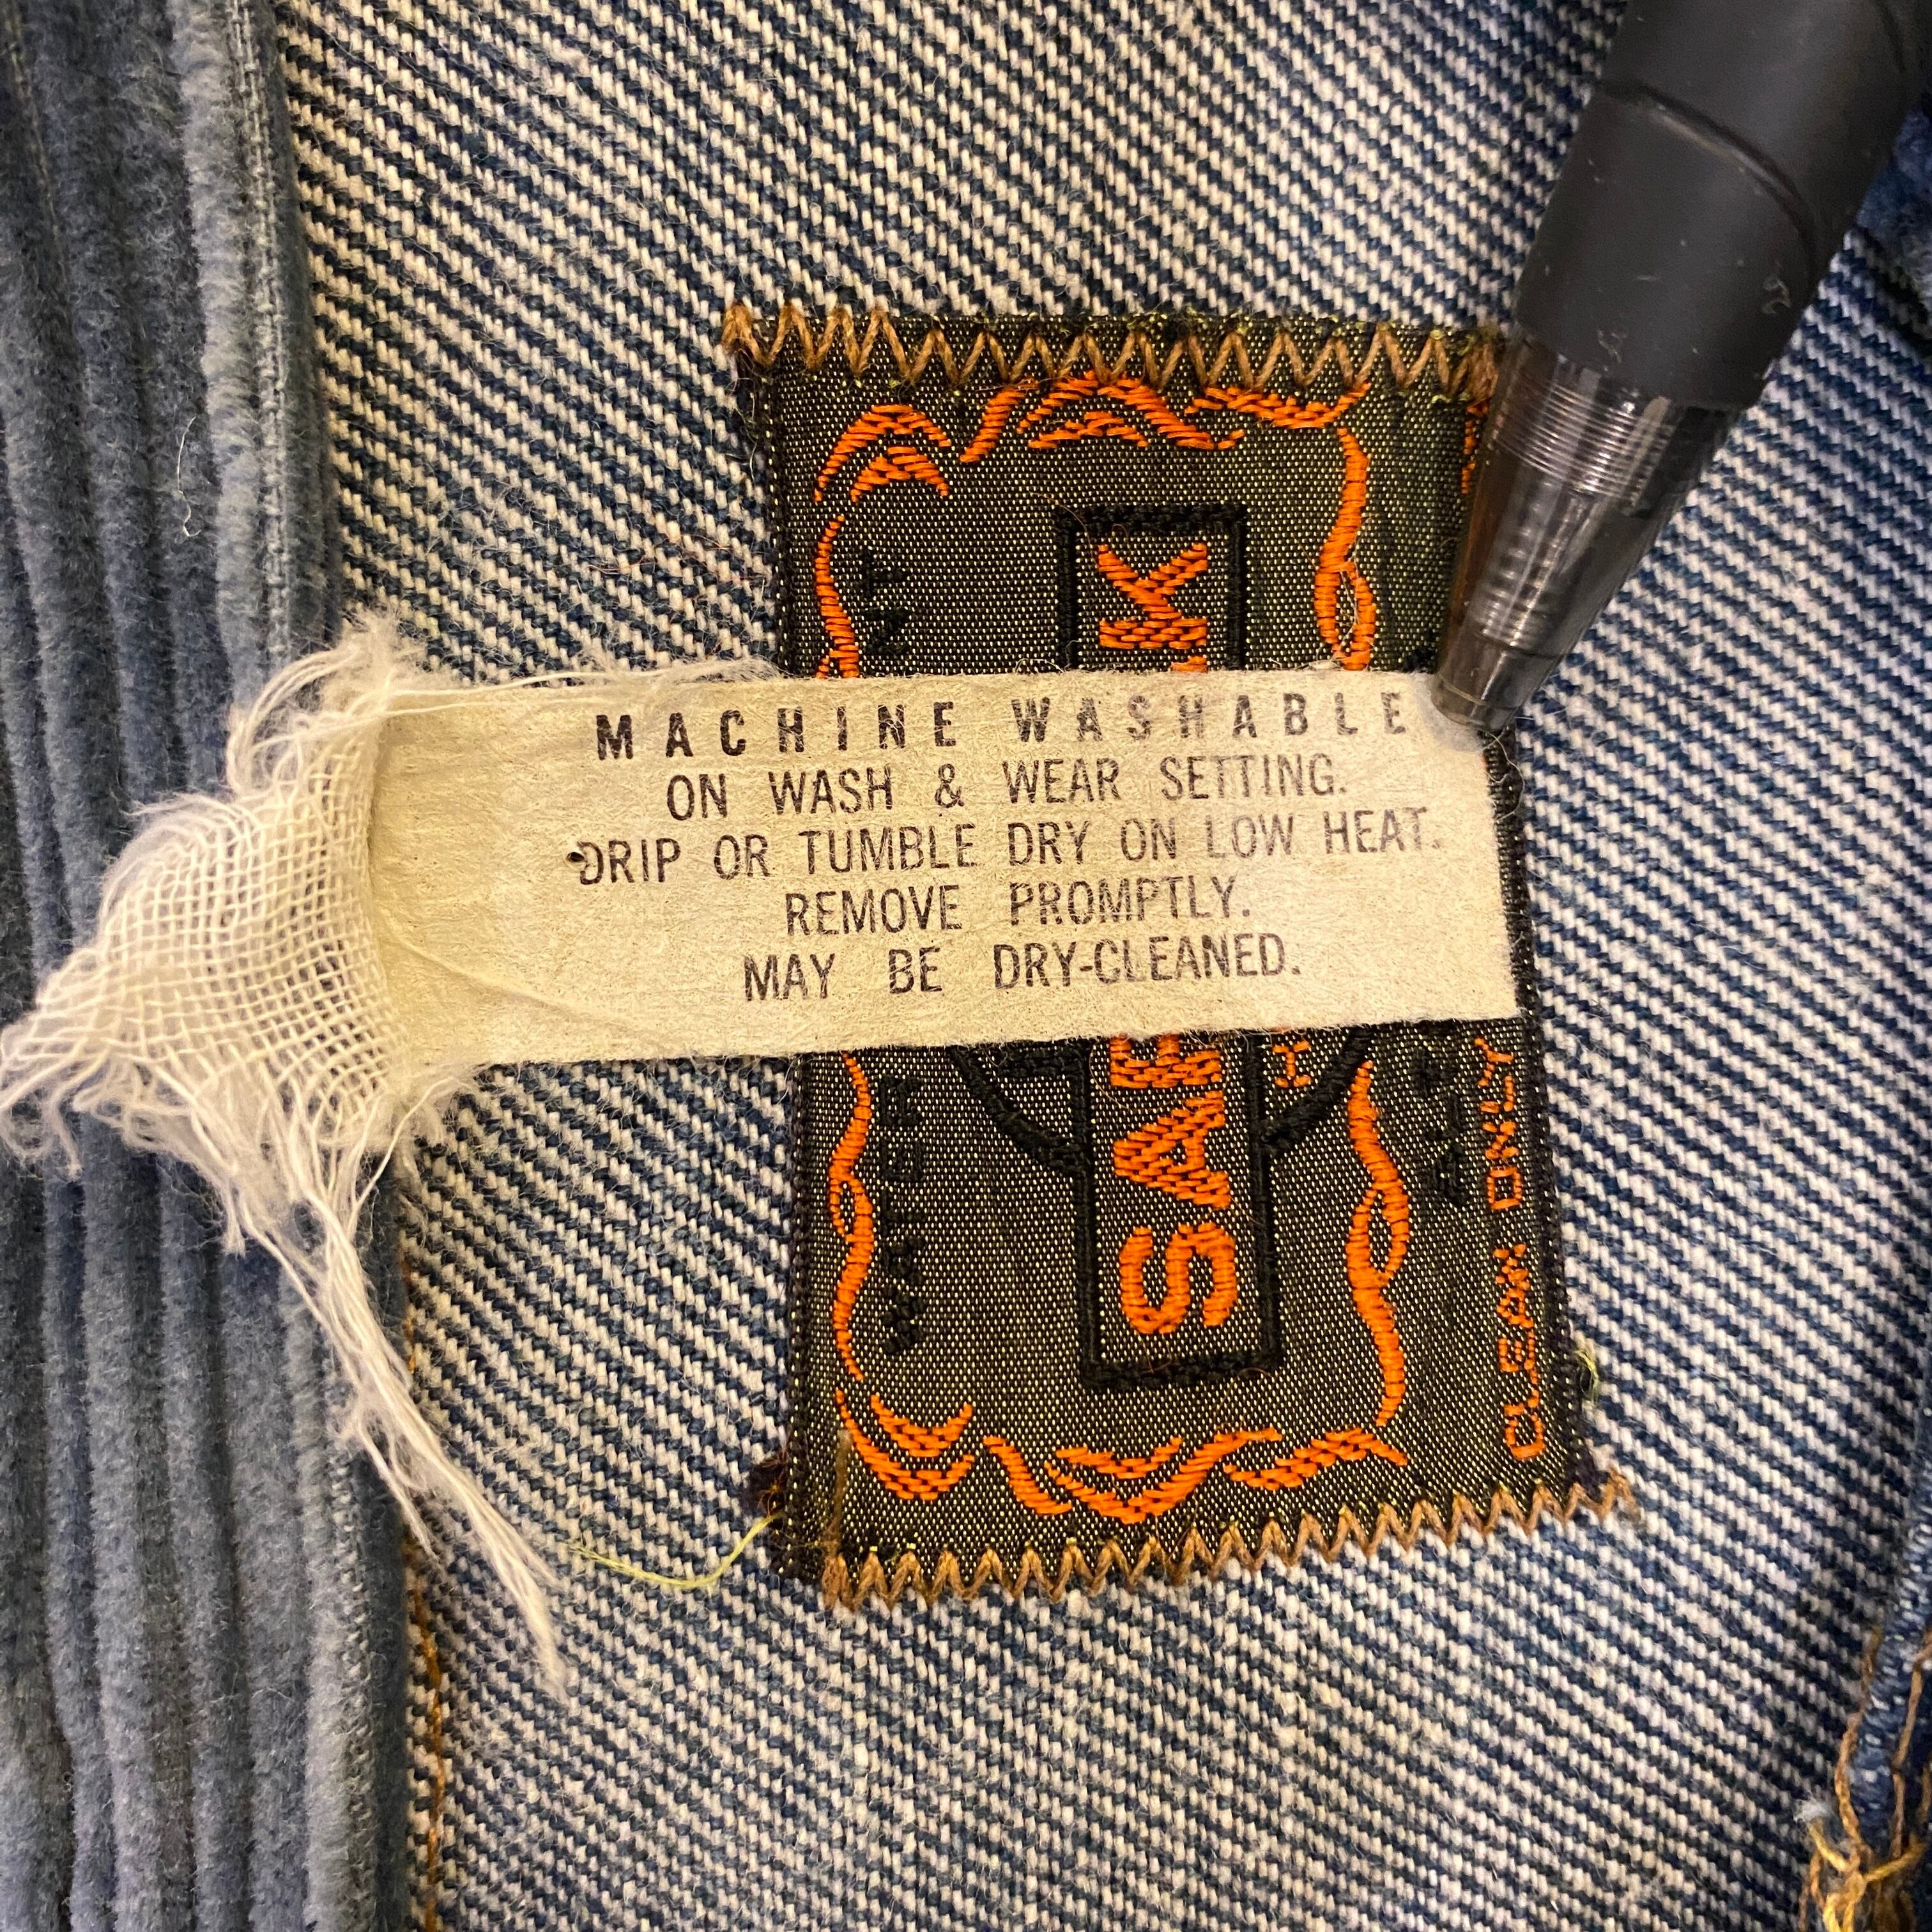 MACHINE WASHABLE
ON WASH & WEAR SETTING.
DRIP OR TUMBLE DRY ON LOW HEAT.
REMOVE PROMPTLY.
MAY BE DRY-CLEANED.
WATER
CLEAN ONLY